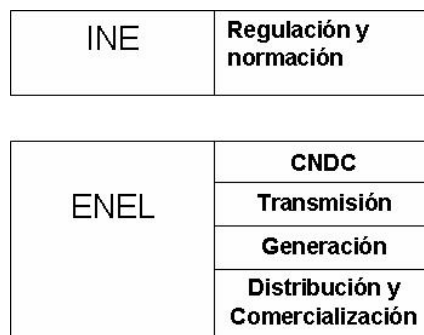 INE
Regulación y
normación
ENEL
CNDC
Transmisión
Generación
Distribución y
Comercialización